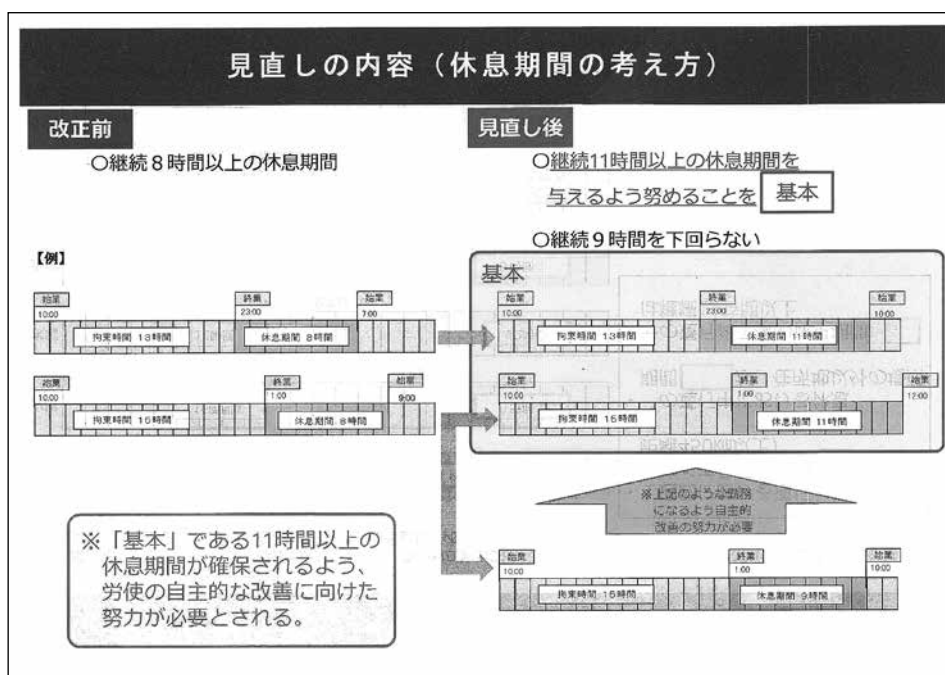 見直しの内容（休息期間の考え方）
改正前
○継続８時間以上の休息期間
【例】
始業
10:00
終業
23:00
始業
7:00
拘束時間 13時間
休息期間 8時間
始業
10:00
終業
1:00
始業
9:00
拘束時間 15時間
休息期間 8時間
※「基本」である11時間以上の
休息期間が確保されるよう、
労使の自主的な改善に向けた
努力が必要とされる。
見直し後
○継続11時間以上の休息期間を
与えるよう努めることを 基本
○継続９時間を下回らない
基本
始業
10:00
終業
23:00
始業
10:00
拘束時間 13時間
休息期間 11時間
始業
10:00
終業
1:00
始業
12:00
拘束時間 15時間
休息期間 11時間
※上記のような勤務
になるよう自主的
改善の努力が必要
始業
10:00
終業
1:00
始業
10:00
拘束時間 15時間
休息期間 9時間